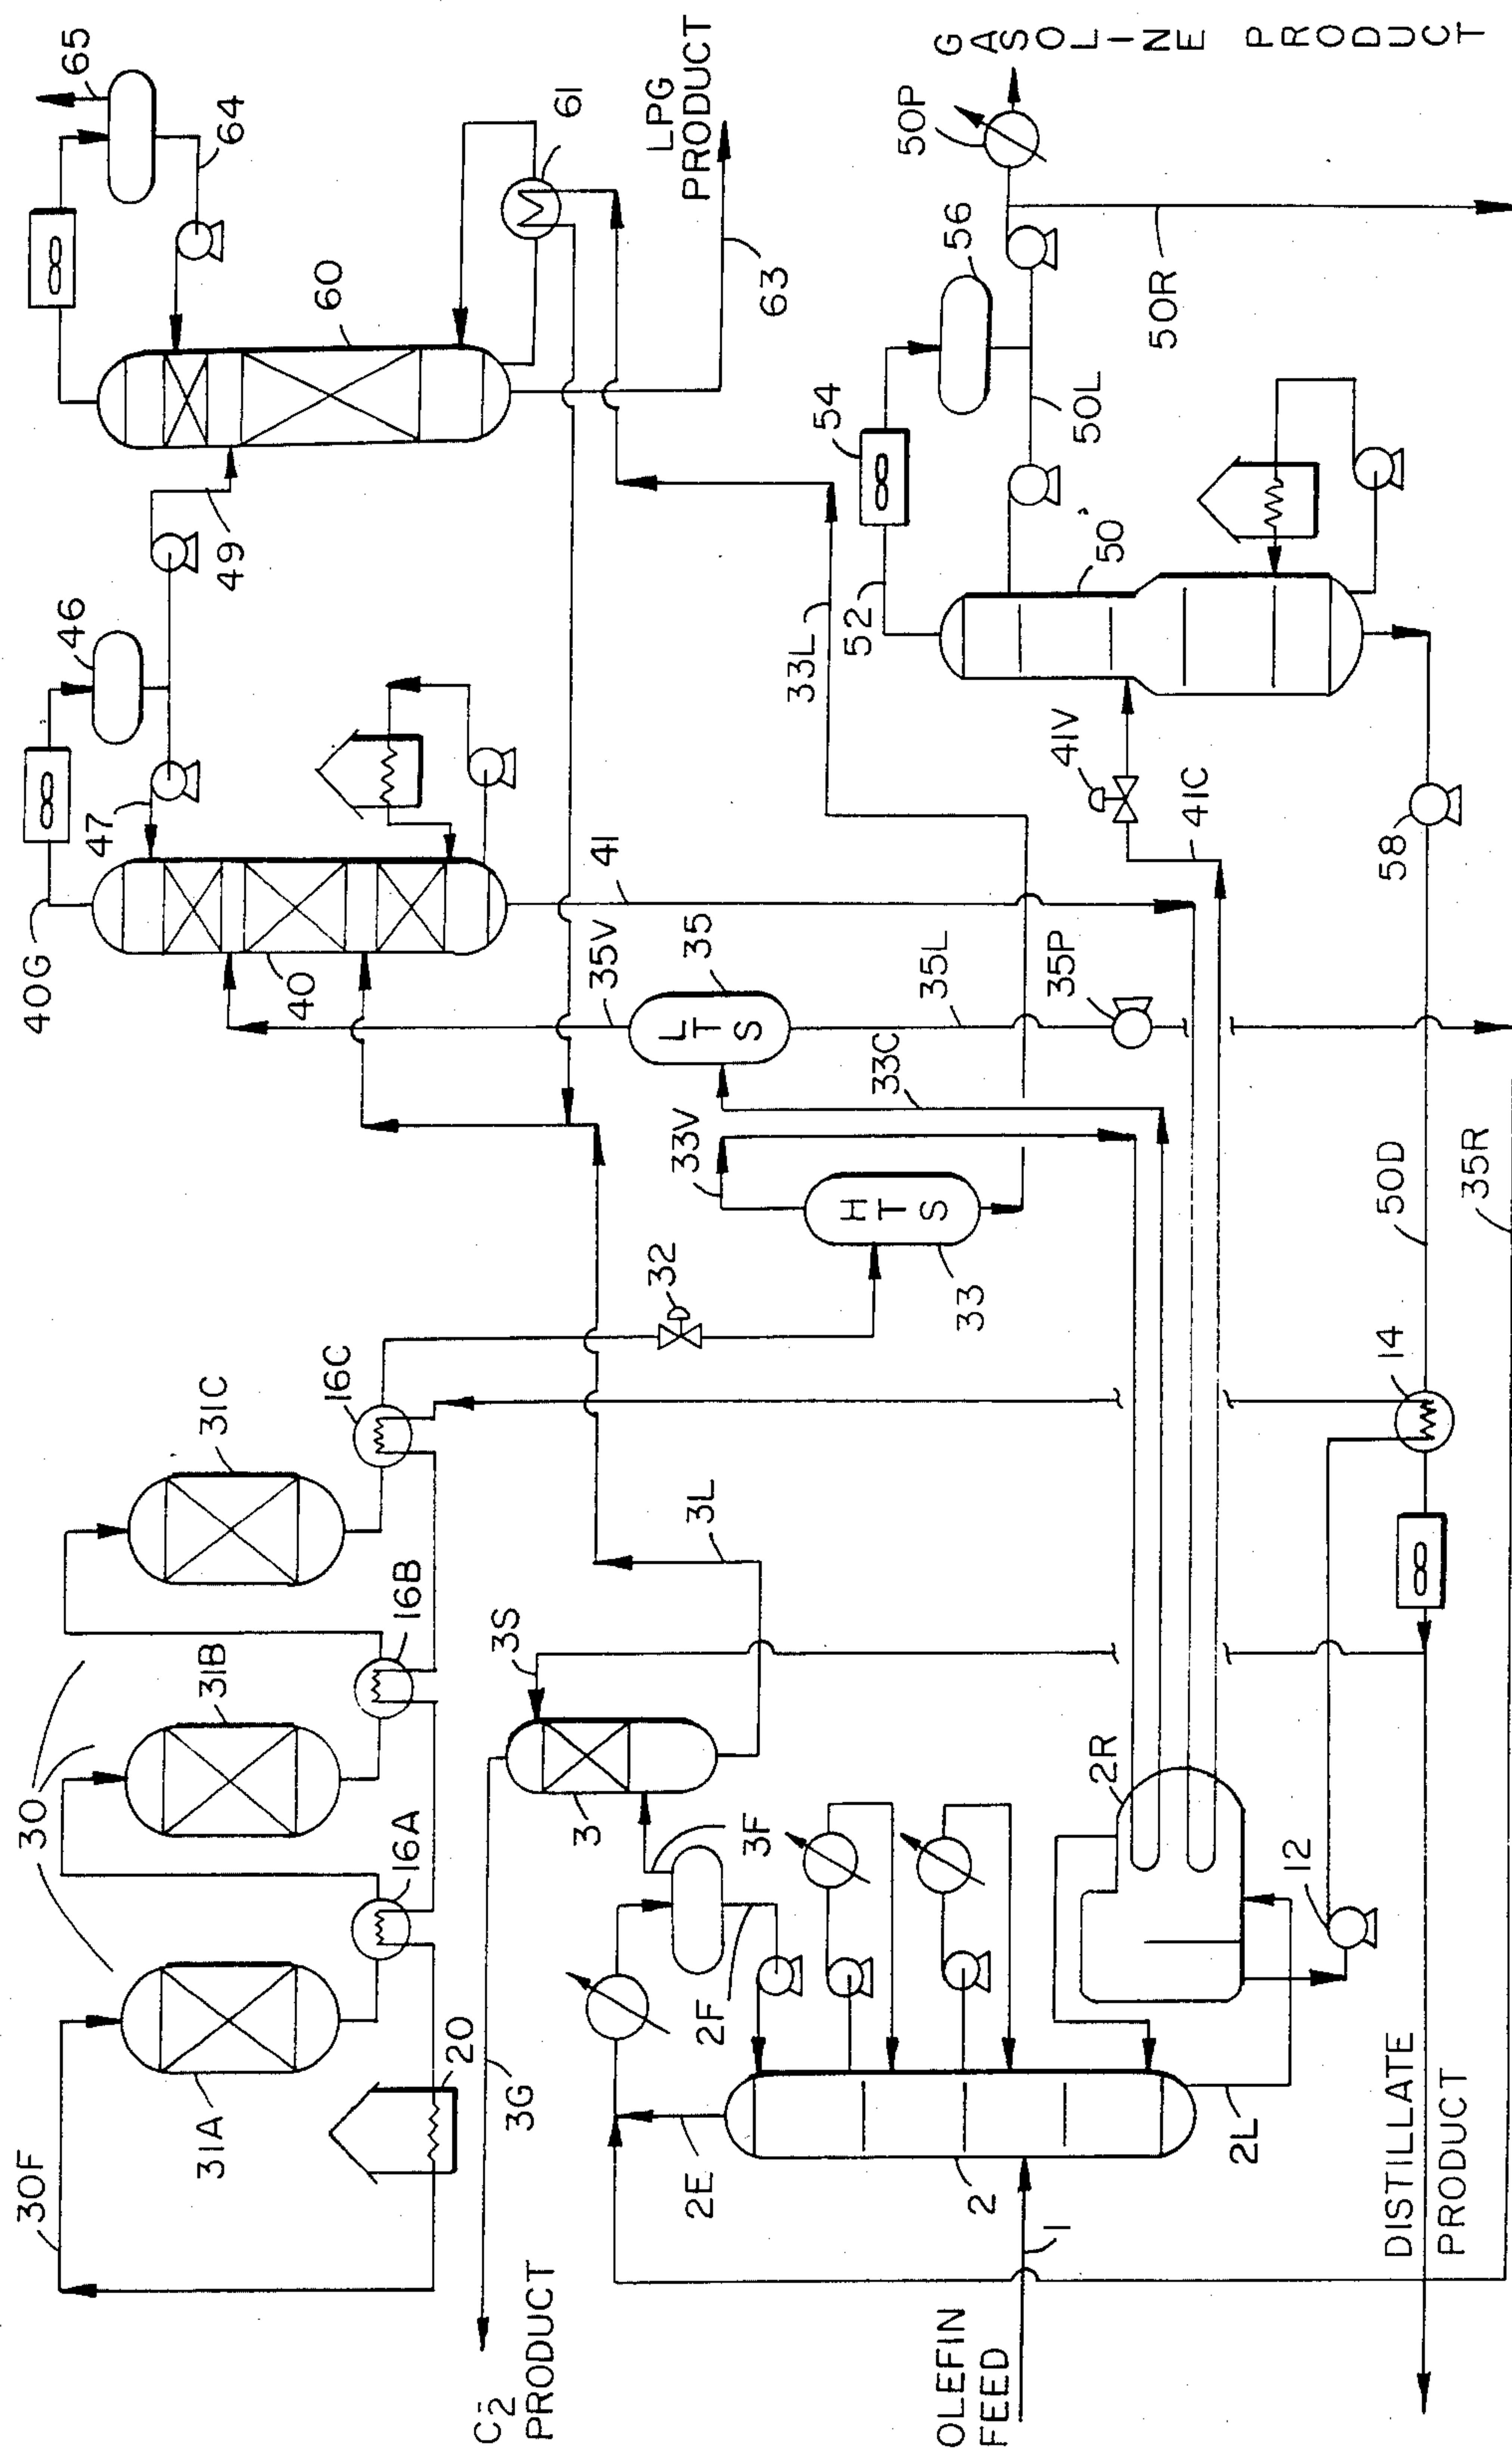 30F
31A
30
31B
31C
16A
16B
16C
20
40G
47
46
49
40
41
60
61
64
65
LPG
PRODUCT
63
C2̄
PRODUCT
3G
3
3S
3L
3F
2F
2E
2
2L
2R
OLEFIN
FEED
1
32
HTS
33
33V
33C
LTS
35
35V
35L
35P
33L
52
54
56
50
50L
50P
50R
GASOLINE PRODUCT
41V
41C
58
50D
35R
14
12
DISTILLATE
PRODUCT